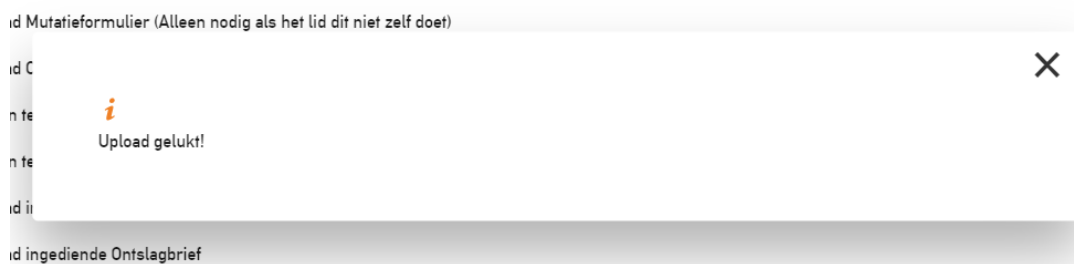 Mutatieformulier (Alleen nodig als het lid dit niet zelf doet)
i
Upload gelukt!
ingediende Ontslagbrief